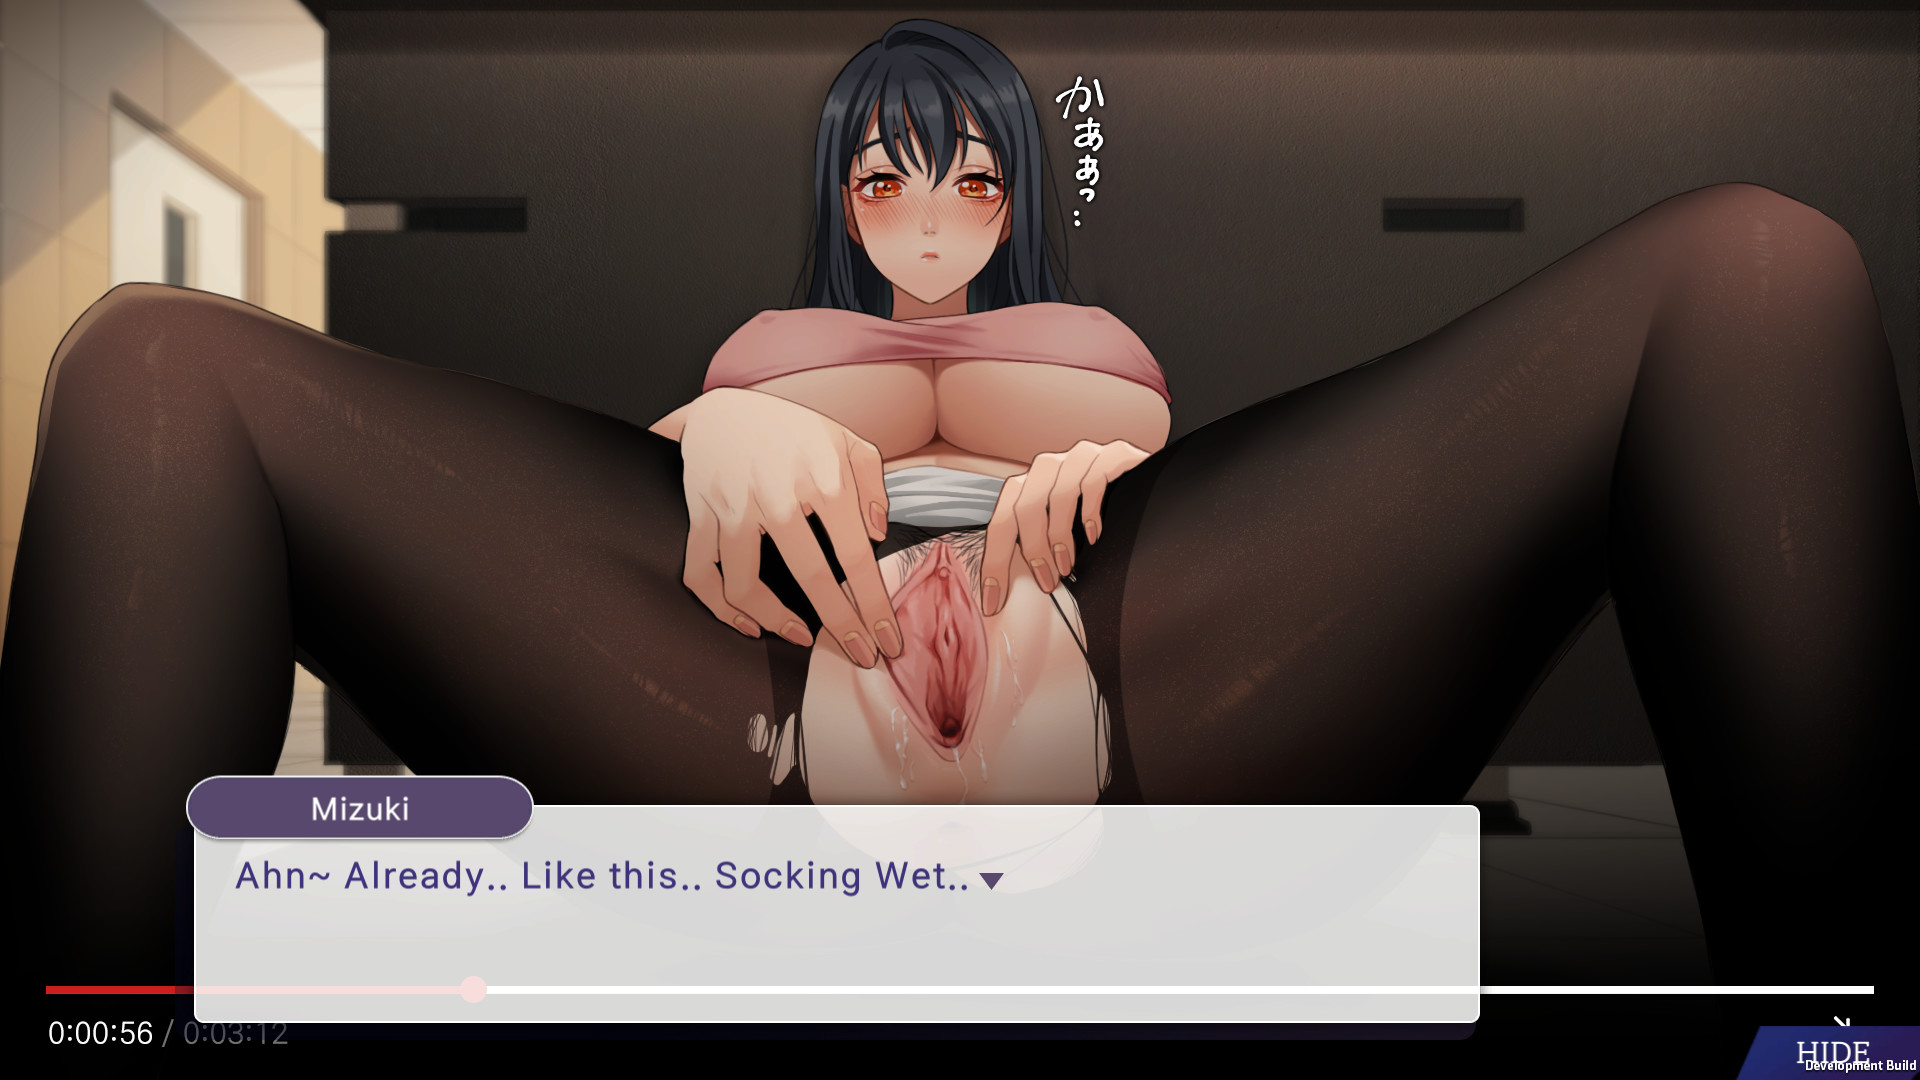 かあぁっ…
Mizuki
Ahn~ Already.. Like this.. Socking Wet..
0:00:56 / 0:03:12
HIDE
Development Build